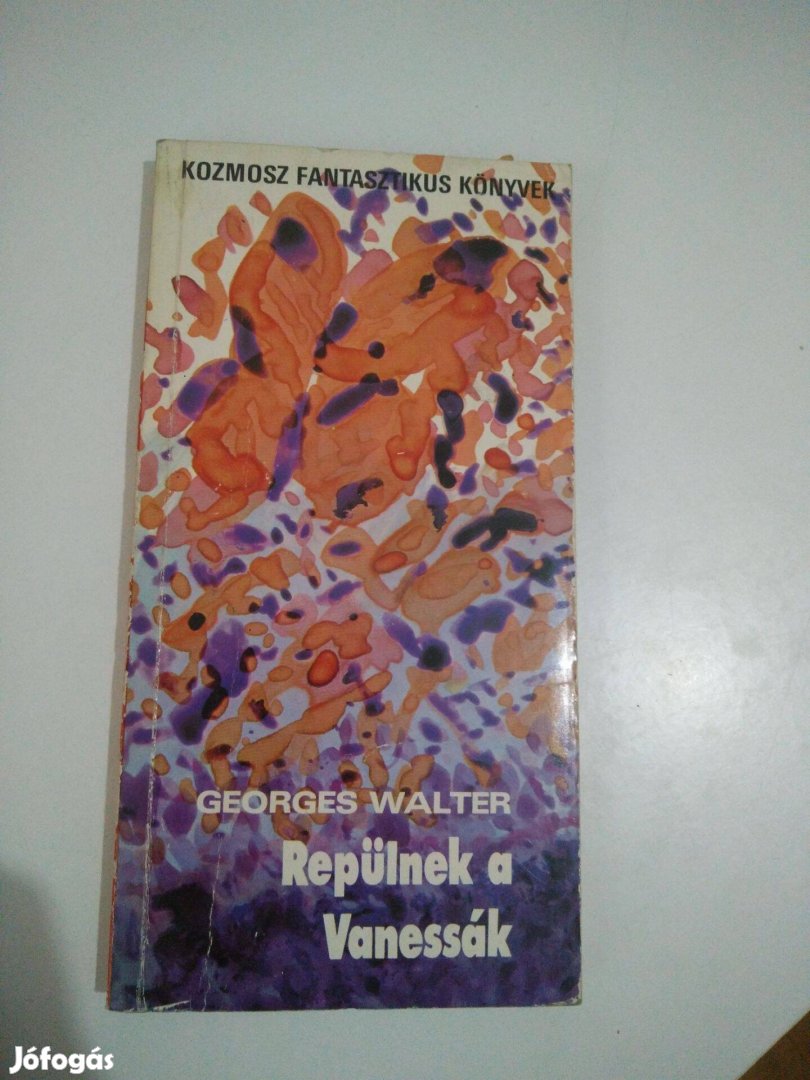 KOZMOSZ FANTASZTIKUS KÖNYVEK
GEORGES WALTER
Repülnek a
Vanessák
Jófogás